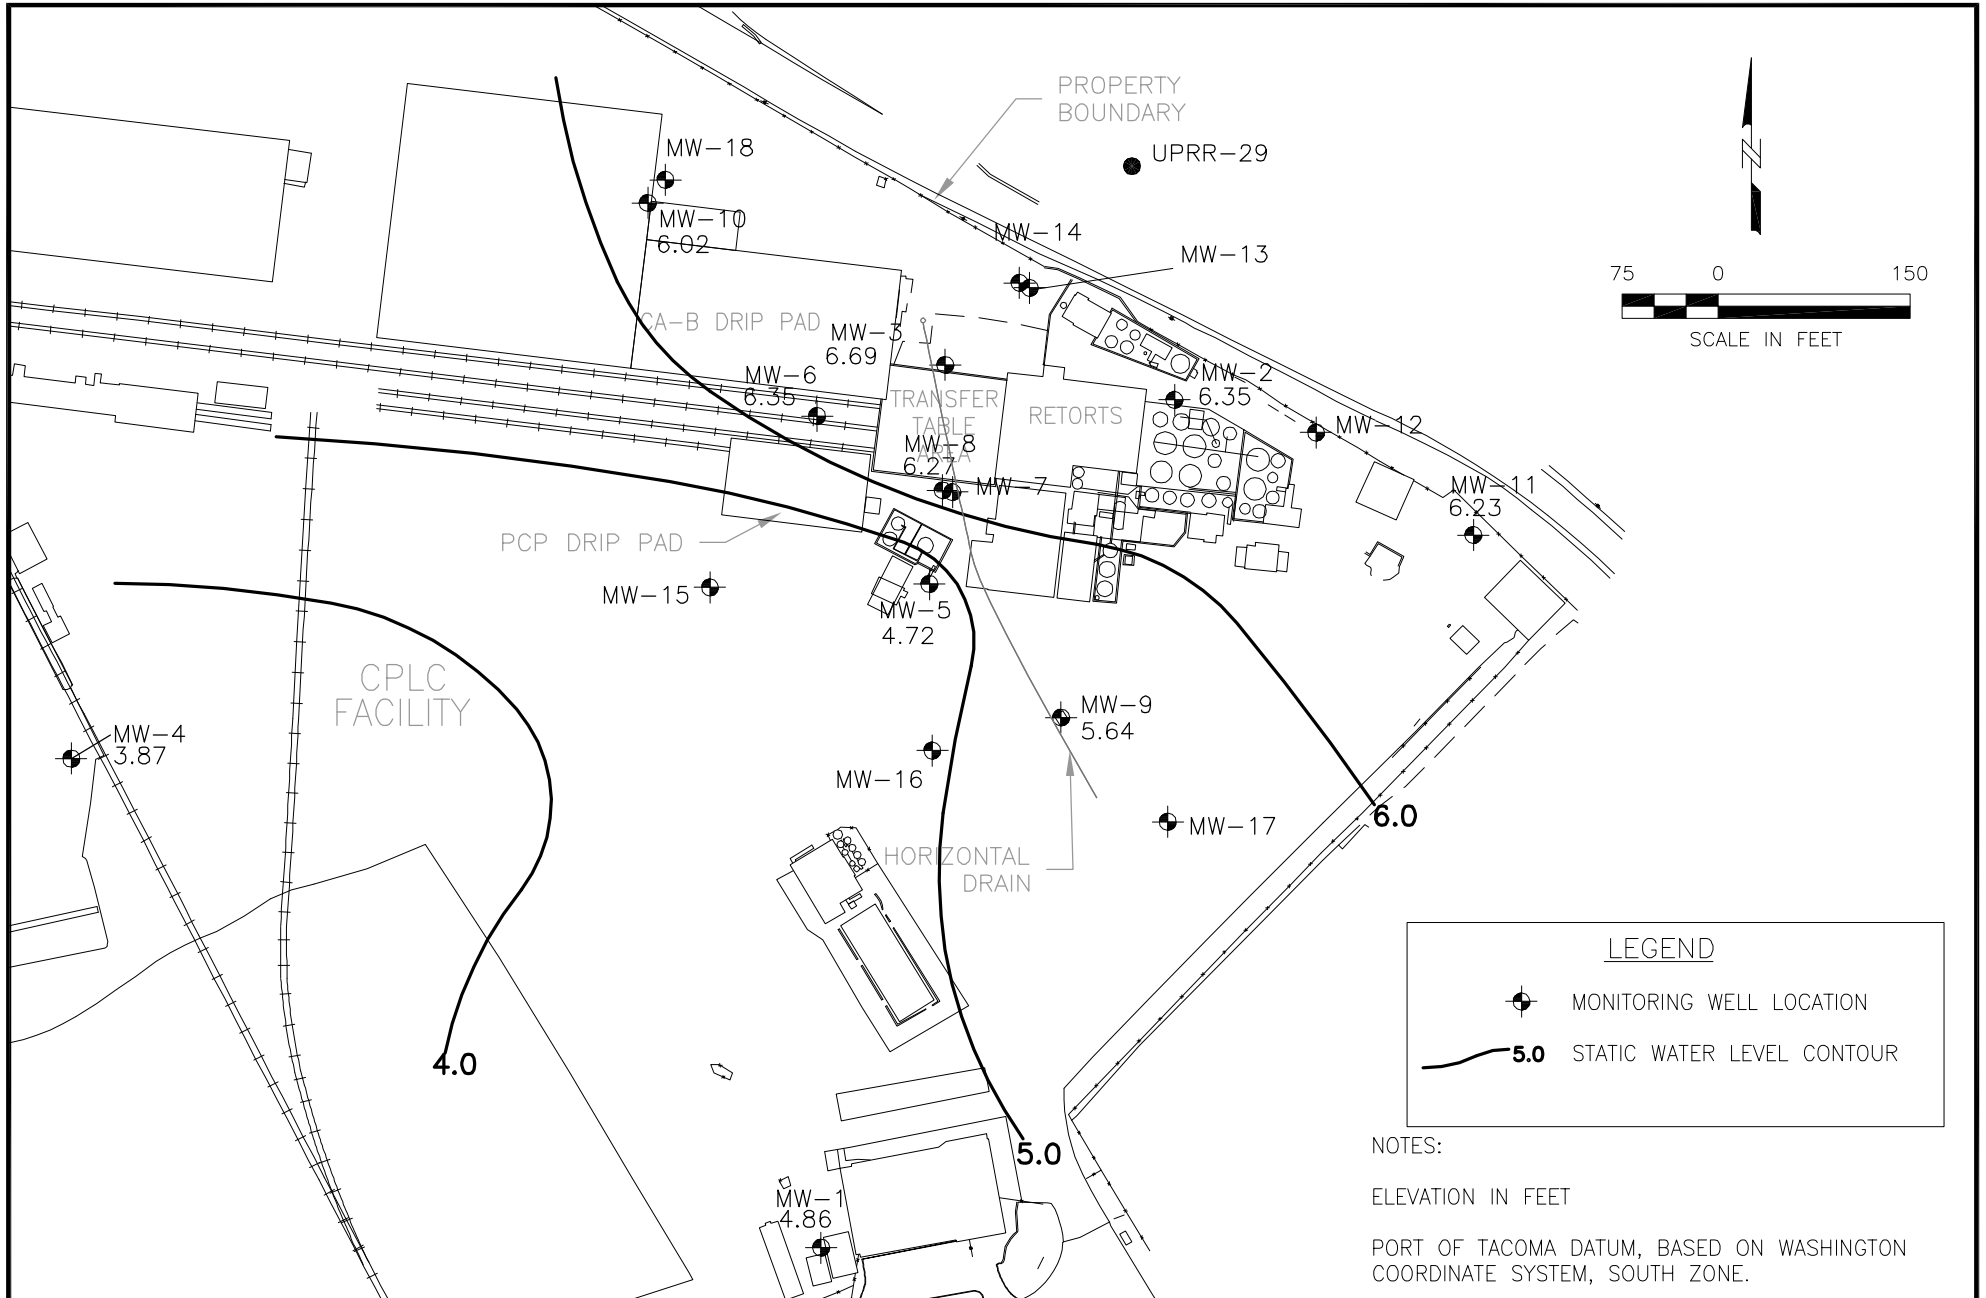 PROPERTY
BOUNDARY
UPRR-29
MW-18
MW-10
6.02
MW-14
MW-13
N
75 0 150
SCALE IN FEET
CA-B DRIP PAD
MW-3
6.69
MW-6
6.35
MW-2
6.35
TRANSFER
TABLE
AREA
RETORTS
MW-12
MW-8
6.27
MW-7
MW-11
6.23
PCP DRIP PAD
MW-15
MW-5
4.72
CPLC
FACILITY
MW-4
3.87
MW-9
5.64
MW-16
MW-17
6.0
HORIZONTAL
DRAIN
4.0
5.0
MW-1
4.86
LEGEND
MONITORING WELL LOCATION
5.0 STATIC WATER LEVEL CONTOUR
NOTES:
ELEVATION IN FEET
PORT OF TACOMA DATUM, BASED ON WASHINGTON
COORDINATE SYSTEM, SOUTH ZONE.